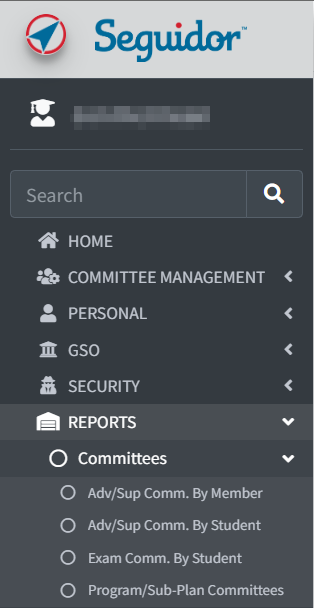 Seguidor™
Search
HOME
COMMITTEE MANAGEMENT
PERSONAL
GSO
SECURITY
REPORTS
Committees
Adv/Sup Comm. By Member
Adv/Sup Comm. By Student
Exam Comm. By Student
Program/Sub-Plan Committees